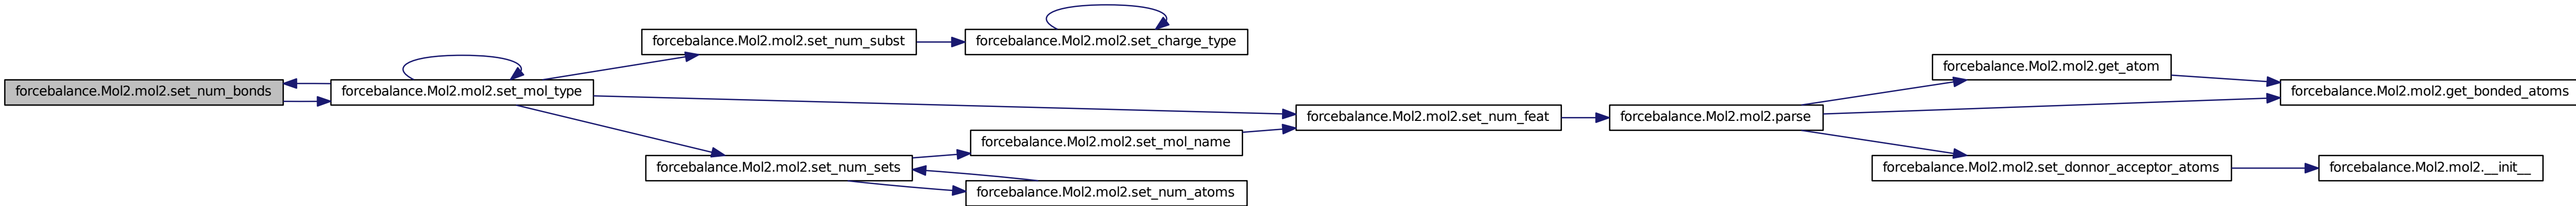 forcebalance.Mol2.mol2.set_num_bonds
forcebalance.Mol2.mol2.set_mol_type
forcebalance.Mol2.mol2.set_num_subst
forcebalance.Mol2.mol2.set_charge_type
forcebalance.Mol2.mol2.set_num_sets
forcebalance.Mol2.mol2.set_mol_name
forcebalance.Mol2.mol2.set_num_atoms
forcebalance.Mol2.mol2.set_num_feat
forcebalance.Mol2.mol2.parse
forcebalance.Mol2.mol2.get_atom
forcebalance.Mol2.mol2.get_bonded_atoms
forcebalance.Mol2.mol2.set_donnor_acceptor_atoms
forcebalance.Mol2.mol2.__init__